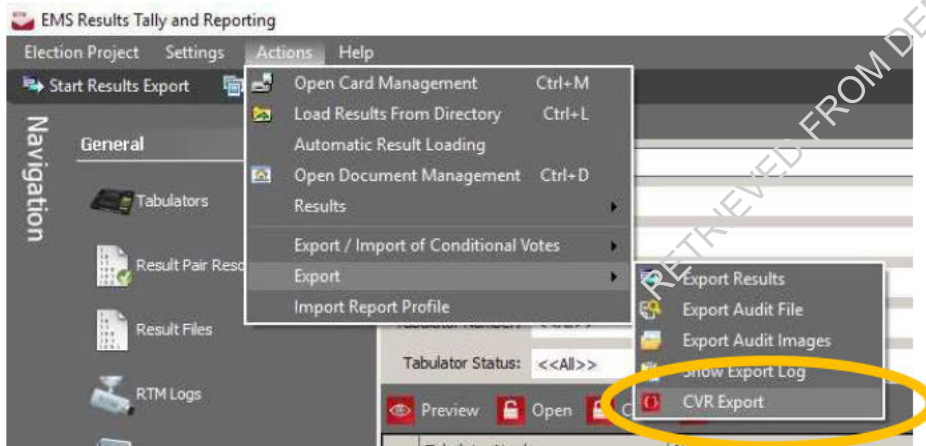 EMS Results Tally and Reporting
Election Project Settings Actions Help
Start Results Export
Open Card Management Ctrl+M
Load Results From Directory Ctrl+L
Automatic Result Loading
Open Document Management Ctrl+D
Results
Export / Import of Conditional Votes
Export
Import Report Profile
Export Results
Export Audit File
Export Audit Images
Show Export Log
CVR Export
Navigation
General
Tabulators
Result Pair Reso
Result Files
RTM Logs
Tabulator Status: <<All>>
Preview Open
RETRIEVED FROM DE